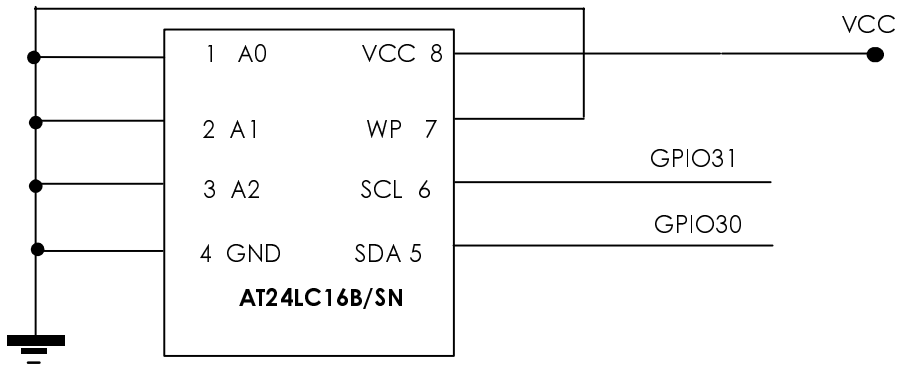 VCC
1 A0 VCC 8
2 A1 WP 7
GPIO31
3 A2 SCL 6
GPIO30
4 GND SDA 5
AT24LC16B/SN